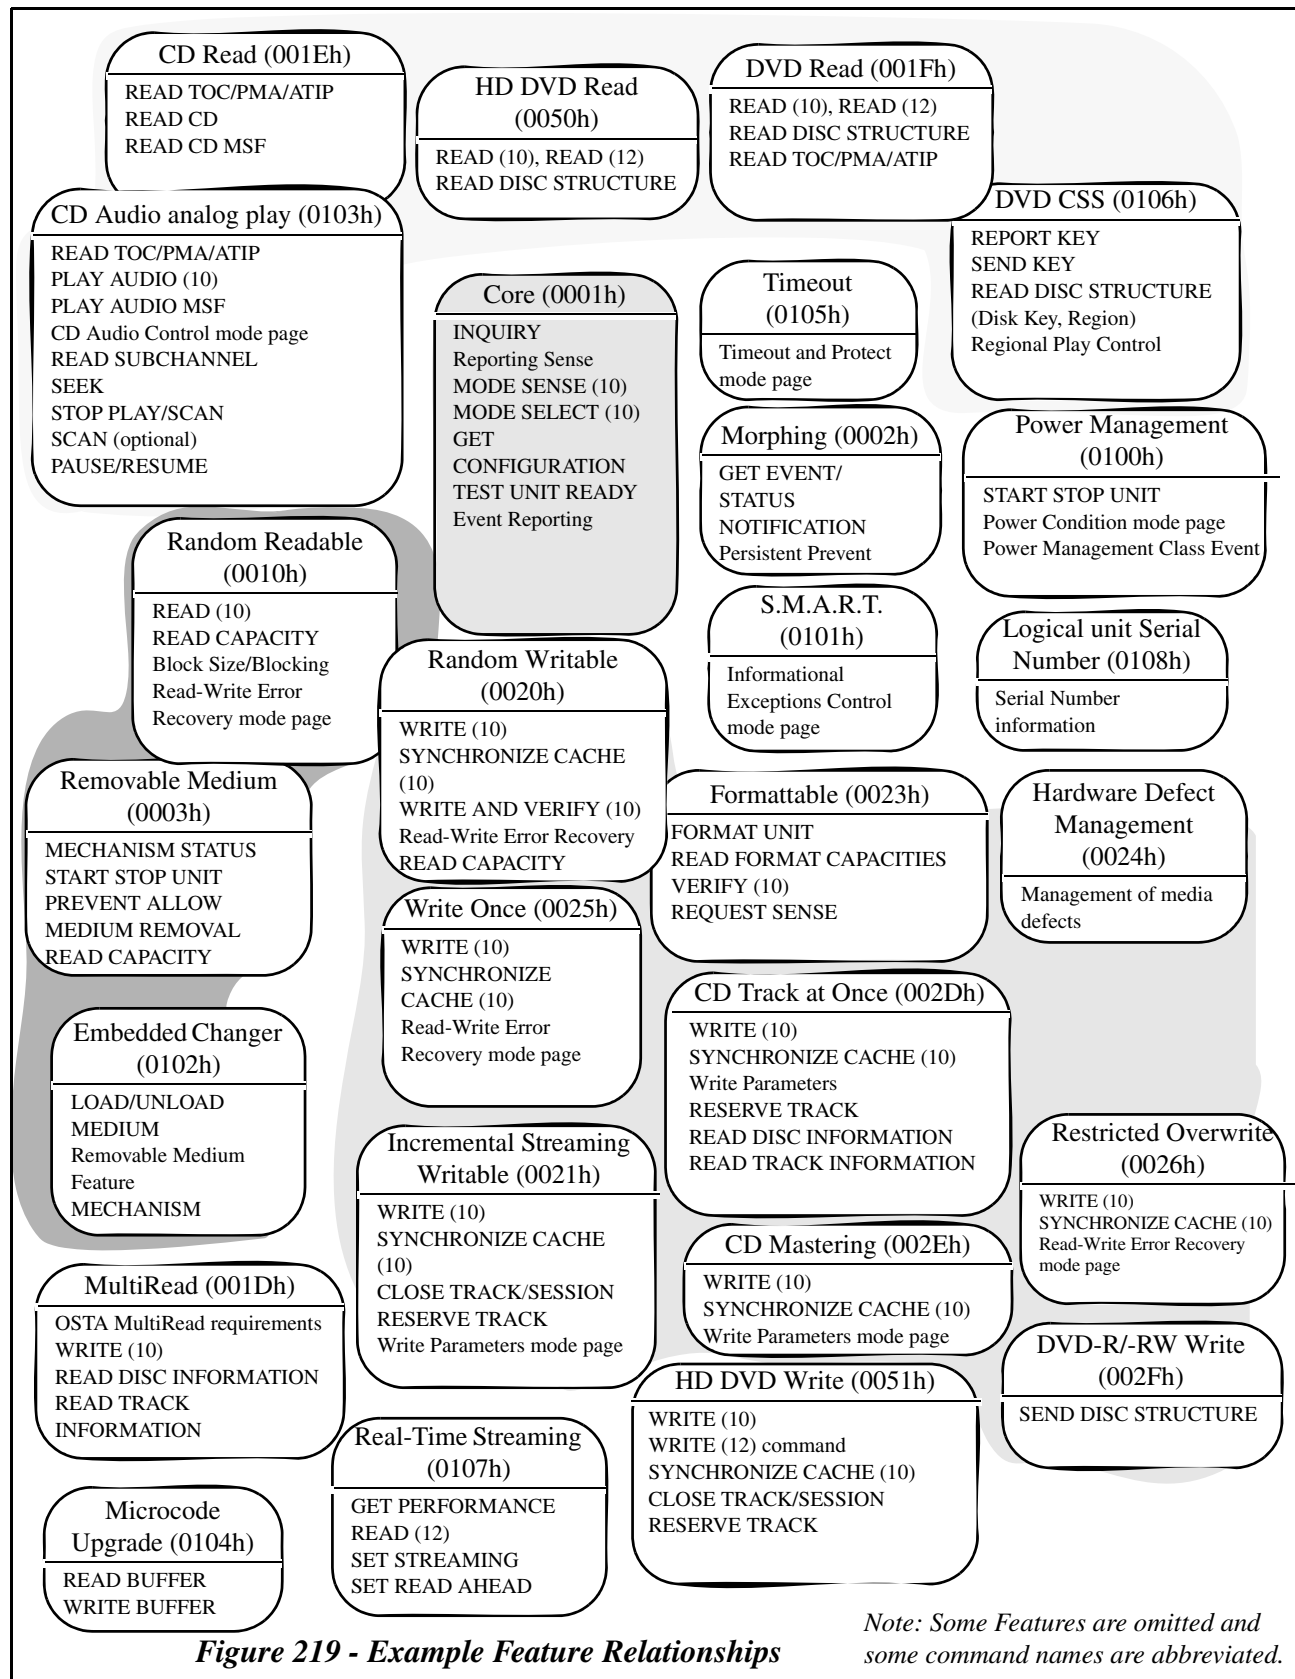 CD Read (001Eh)
READ TOC/PMA/ATIP
READ CD
READ CD MSF
HD DVD Read
(0050h)
READ (10), READ (12)
READ DISC STRUCTURE
DVD Read (001Fh)
READ (10), READ (12)
READ DISC STRUCTURE
READ TOC/PMA/ATIP
CD Audio analog play (0103h)
READ TOC/PMA/ATIP
PLAY AUDIO (10)
PLAY AUDIO MSF
CD Audio Control mode page
READ SUBCHANNEL
SEEK
STOP PLAY/SCAN
SCAN (optional)
PAUSE/RESUME
Core (0001h)
INQUIRY
Reporting Sense
MODE SENSE (10)
MODE SELECT (10)
GET
CONFIGURATION
TEST UNIT READY
Event Reporting
Timeout
(0105h)
Timeout and Protect
mode page
DVD CSS (0106h)
REPORT KEY
SEND KEY
READ DISC STRUCTURE
(Disk Key, Region)
Regional Play Control
Morphing (0002h)
GET EVENT/
STATUS
NOTIFICATION
Persistent Prevent
Power Management
(0100h)
START STOP UNIT
Power Condition mode page
Power Management Class Event
Random Readable
(0010h)
READ (10)
READ CAPACITY
Block Size/Blocking
Read-Write Error
Recovery mode page
Random Writable
(0020h)
WRITE (10)
SYNCHRONIZE CACHE
(10)
WRITE AND VERIFY (10)
Read-Write Error Recovery
READ CAPACITY
S.M.A.R.T.
(0101h)
Informational
Exceptions Control
mode page
Logical unit Serial
Number (0108h)
Serial Number
information
Removable Medium
(0003h)
MECHANISM STATUS
START STOP UNIT
PREVENT ALLOW
MEDIUM REMOVAL
READ CAPACITY
Formattable (0023h)
FORMAT UNIT
READ FORMAT CAPACITIES
VERIFY (10)
REQUEST SENSE
Hardware Defect
Management
(0024h)
Management of media
defects
Write Once (0025h)
WRITE (10)
SYNCHRONIZE
CACHE (10)
Read-Write Error
Recovery mode page
CD Track at Once (002Dh)
WRITE (10)
SYNCHRONIZE CACHE (10)
Write Parameters
RESERVE TRACK
READ DISC INFORMATION
READ TRACK INFORMATION
Embedded Changer
(0102h)
LOAD/UNLOAD
MEDIUM
Removable Medium
Feature
MECHANISM
Incremental Streaming
Writable (0021h)
WRITE (10)
SYNCHRONIZE CACHE
(10)
CLOSE TRACK/SESSION
RESERVE TRACK
Write Parameters mode page
Restricted Overwrite
(0026h)
WRITE (10)
SYNCHRONIZE CACHE (10)
Read-Write Error Recovery
mode page
CD Mastering (002Eh)
WRITE (10)
SYNCHRONIZE CACHE (10)
Write Parameters mode page
MultiRead (001Dh)
OSTA MultiRead requirements
WRITE (10)
READ DISC INFORMATION
READ TRACK
INFORMATION
DVD-R/-RW Write
(002Fh)
SEND DISC STRUCTURE
HD DVD Write (0051h)
WRITE (10)
WRITE (12) command
SYNCHRONIZE CACHE (10)
CLOSE TRACK/SESSION
RESERVE TRACK
Real-Time Streaming
(0107h)
GET PERFORMANCE
READ (12)
SET STREAMING
SET READ AHEAD
Microcode
Upgrade (0104h)
READ BUFFER
WRITE BUFFER
Figure 219 - Example Feature Relationships
Note: Some Features are omitted and
some command names are abbreviated.